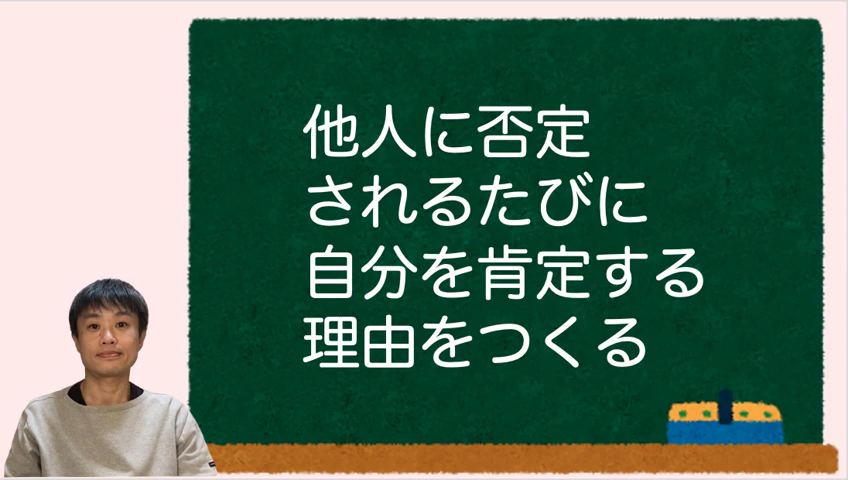 他人に否定
されるたびに
自分を肯定する
理由をつくる